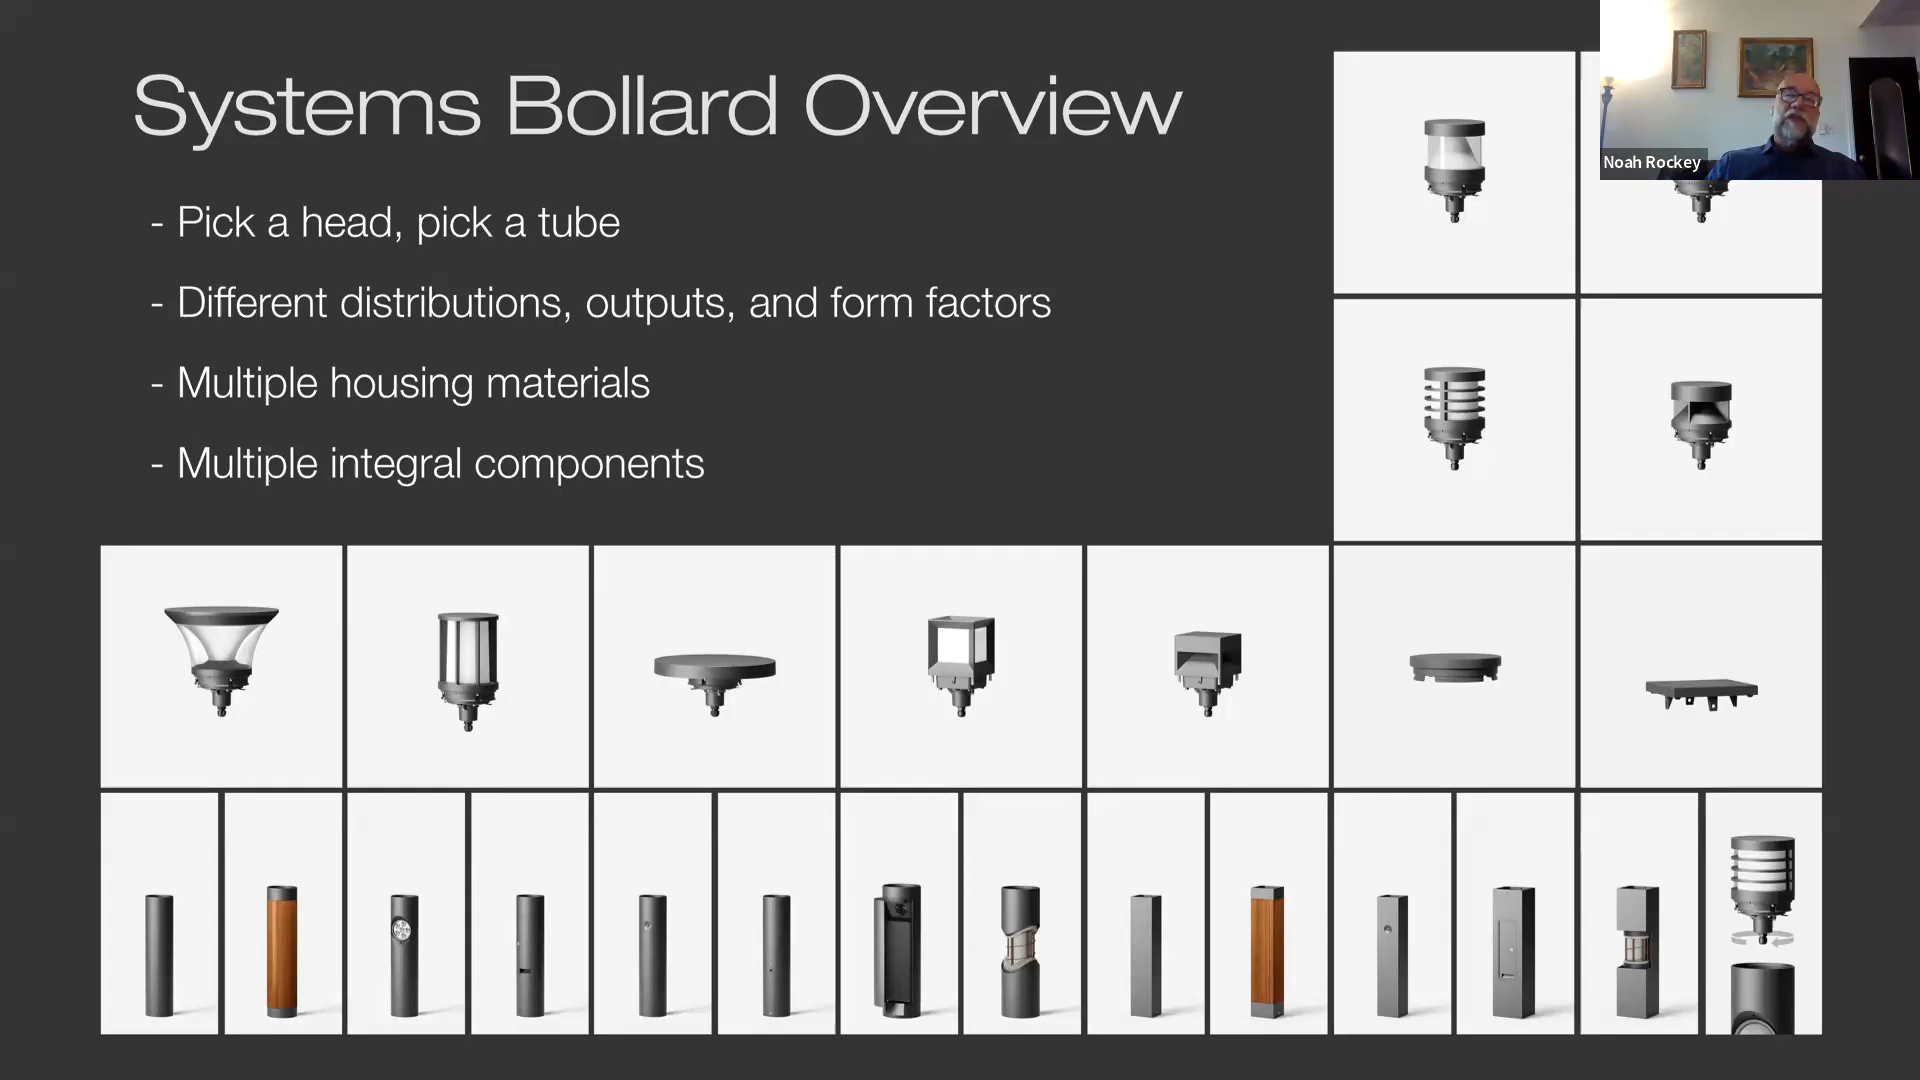 Systems Bollard Overview
- Pick a head, pick a tube
- Different distributions, outputs, and form factors
- Multiple housing materials
- Multiple integral components
Noah Rockey